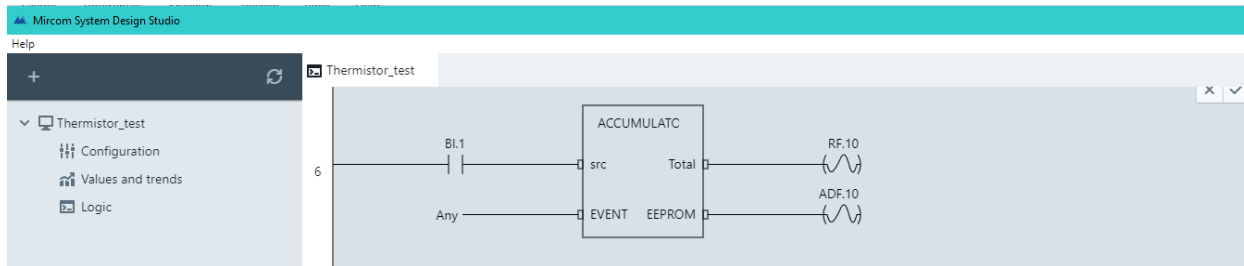 Mircom System Design Studio
Help
+
Thermistor_test
Thermistor_test
Configuration
Values and trends
Logic
6
BI.1
ACCUMULATC
src Total
RF.10
Any
EVENT EEPROM
ADF.10